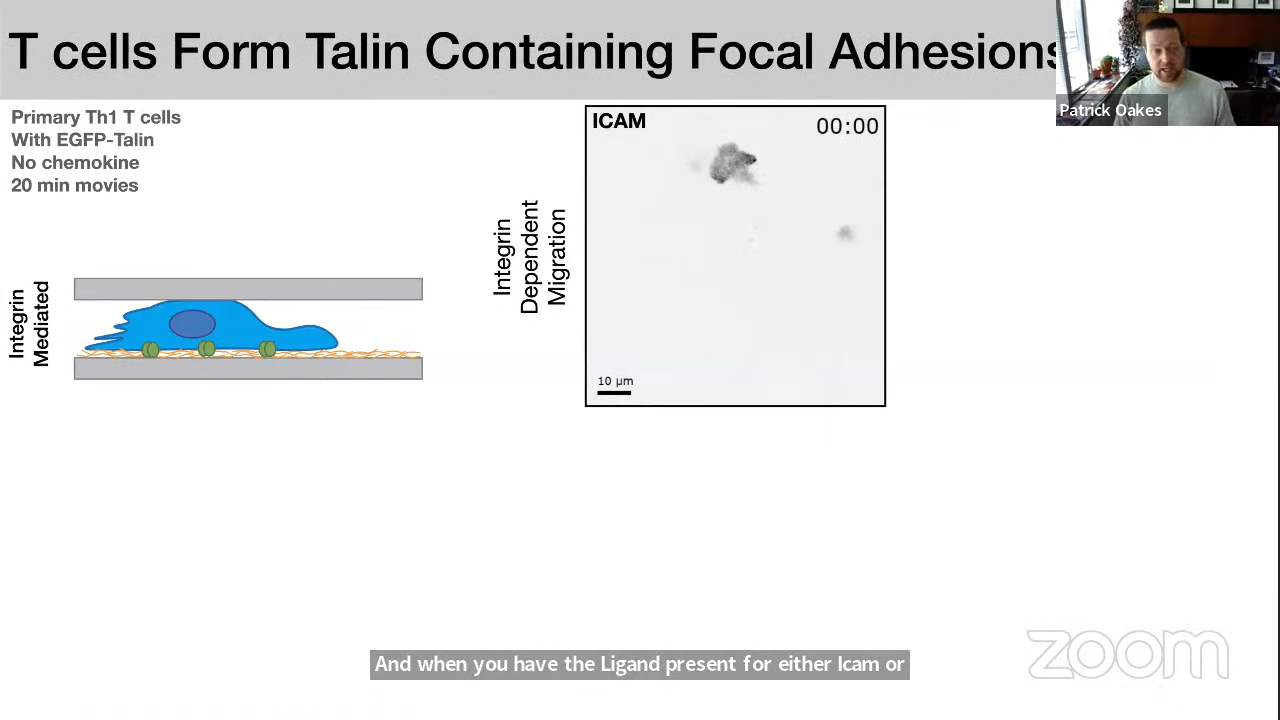 T cells Form Talin Containing Focal Adhesions
Patrick Oakes
Primary Th1 T cells
With EGFP-Talin
No chemokine
20 min movies
Integrin
Mediated
Integrin
Dependent
Migration
ICAM
00:00
10 µm
And when you have the Ligand present for either Icam or
zoom